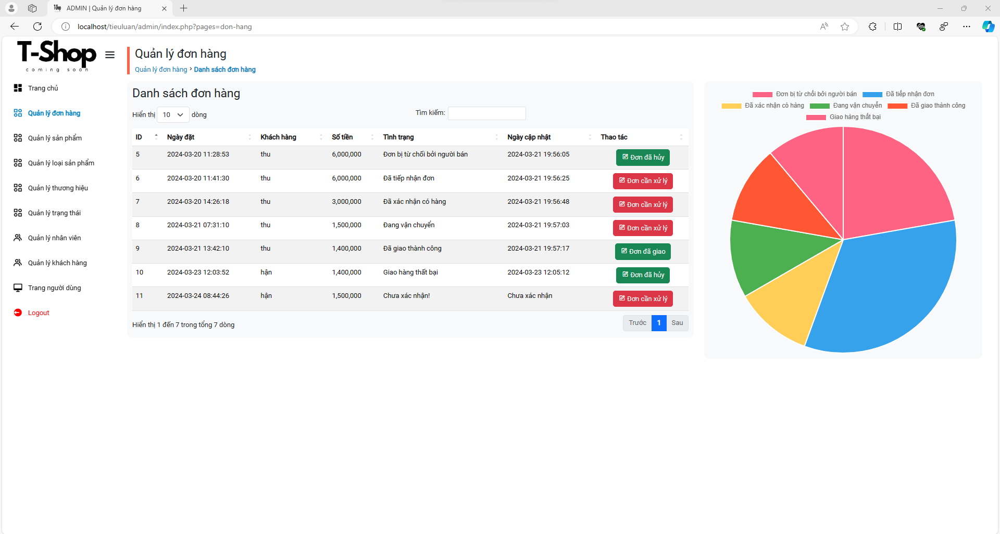 T-Shop
ADMIN | Quản lý đơn hàng
localhost/tieuluan/admin/index.php?pages=don-hang
T-Shop
coming soon
Trang chủ
Quản lý đơn hàng
Quản lý sản phẩm
Quản lý loại sản phẩm
Quản lý thương hiệu
Quản lý trạng thái
Quản lý nhân viên
Quản lý khách hàng
Trang người dùng
Logout
Quản lý đơn hàng
Quản lý đơn hàng > Danh sách đơn hàng
Danh sách đơn hàng
Hiển thị 10 dòng
Tìm kiếm:
ID Ngày đặt Khách hàng Số tiền Tình trạng Ngày cập nhật Thao tác
5 2024-03-20 11:28:53 thu 6,000,000 Đơn bị từ chối bởi người bán 2024-03-21 19:56:05 Đơn đã hủy
6 2024-03-20 11:41:30 thu 6,000,000 Đã tiếp nhận đơn 2024-03-21 19:56:25 Đơn cần xử lý
7 2024-03-20 14:26:18 thu 3,000,000 Đã xác nhận có hàng 2024-03-21 19:56:48 Đơn cần xử lý
8 2024-03-21 07:31:10 thu 1,500,000 Đang vận chuyển 2024-03-21 19:57:03 Đơn cần xử lý
9 2024-03-21 13:42:10 thu 1,400,000 Đã giao thành công 2024-03-21 19:57:17 Đơn đã giao
10 2024-03-23 12:03:52 hận 1,400,000 Giao hàng thất bại 2024-03-23 12:05:12 Đơn đã hủy
11 2024-03-24 08:44:26 hận 1,500,000 Chưa xác nhận! Chưa xác nhận Đơn cần xử lý
Hiển thị 1 đến 7 trong tổng 7 dòng
Trước 1 Sau
Đơn bị từ chối bởi người bán Đã tiếp nhận đơn
Đã xác nhận có hàng Đang vận chuyển Đã giao thành công
Giao hàng thất bại